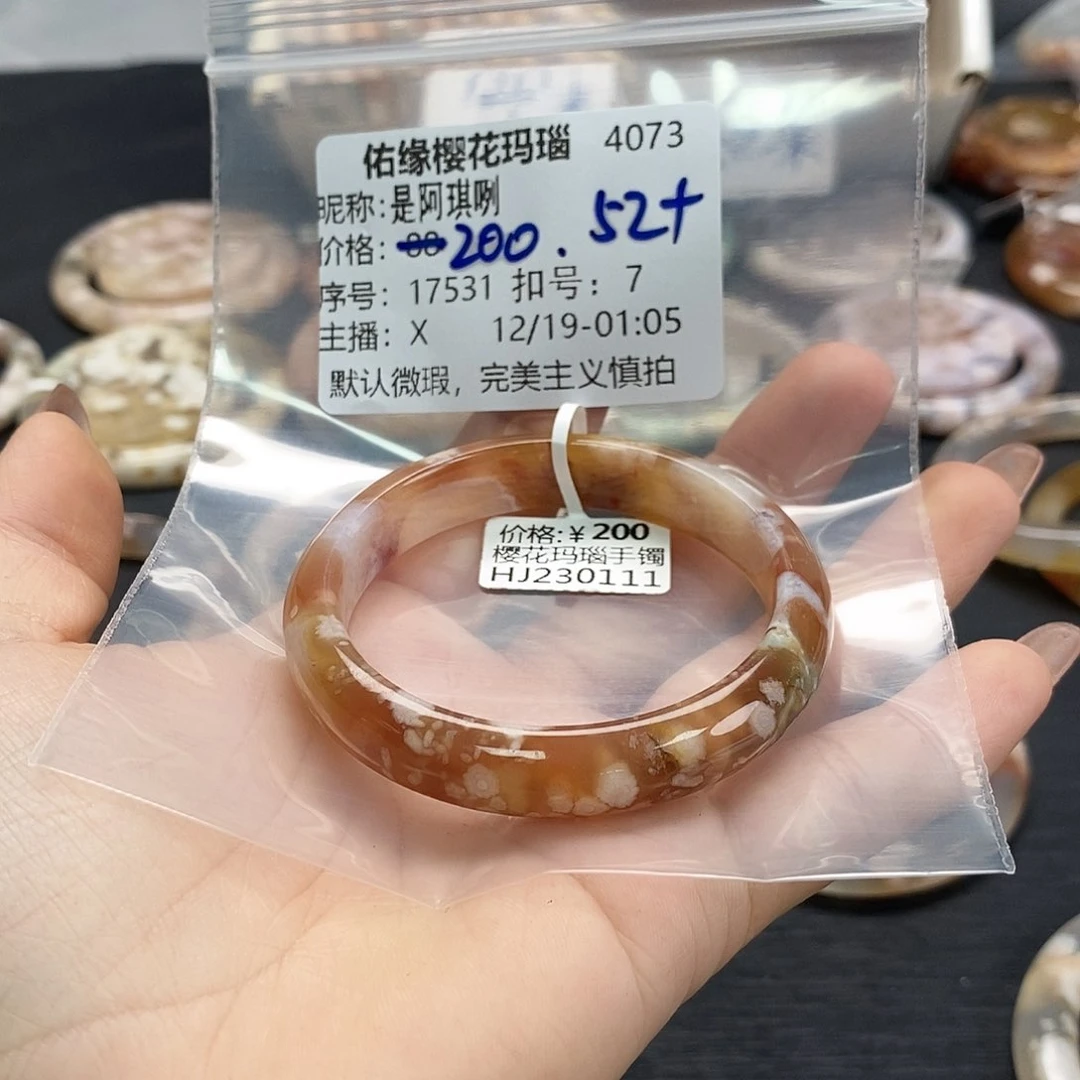 佑缘樱花玛瑙 4073
昵称:是阿琪咧
价格: 88 200. 52+
序号: 17531 扣号: 7
主播: X 12/19-01:05
默认微瑕，完美主义慎拍
价格:¥200
樱花玛瑙手镯
HJ230111